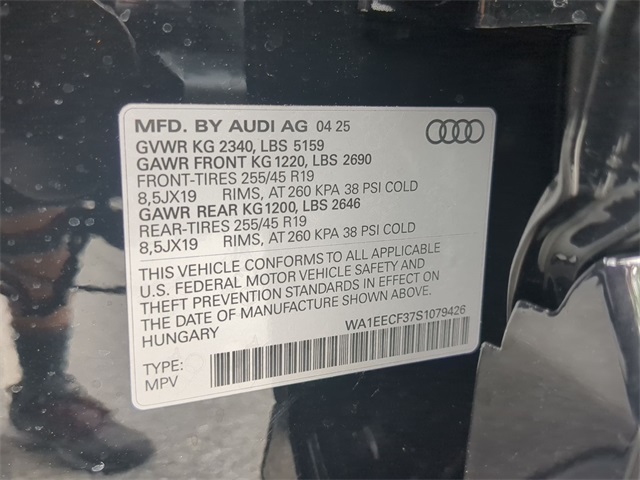 MFD. BY AUDI AG 04 25
GVWR KG 2340, LBS 5159
GAWR FRONT KG 1220, LBS 2690
FRONT-TIRES 255/45 R19
8,5JX19 RIMS, AT 260 KPA 38 PSI COLD
GAWR REAR KG1200, LBS 2646
REAR-TIRES 255/45 R19
8,5JX19 RIMS, AT 260 KPA 38 PSI COLD
THIS VEHICLE CONFORMS TO ALL APPLICABLE
U.S. FEDERAL MOTOR VEHICLE SAFETY AND
THEFT PREVENTION STANDARDS IN EFFECT ON
THE DATE OF MANUFACTURE SHOWN ABOVE.
HUNGARY
WA1EECF37S1079426
TYPE:
MPV